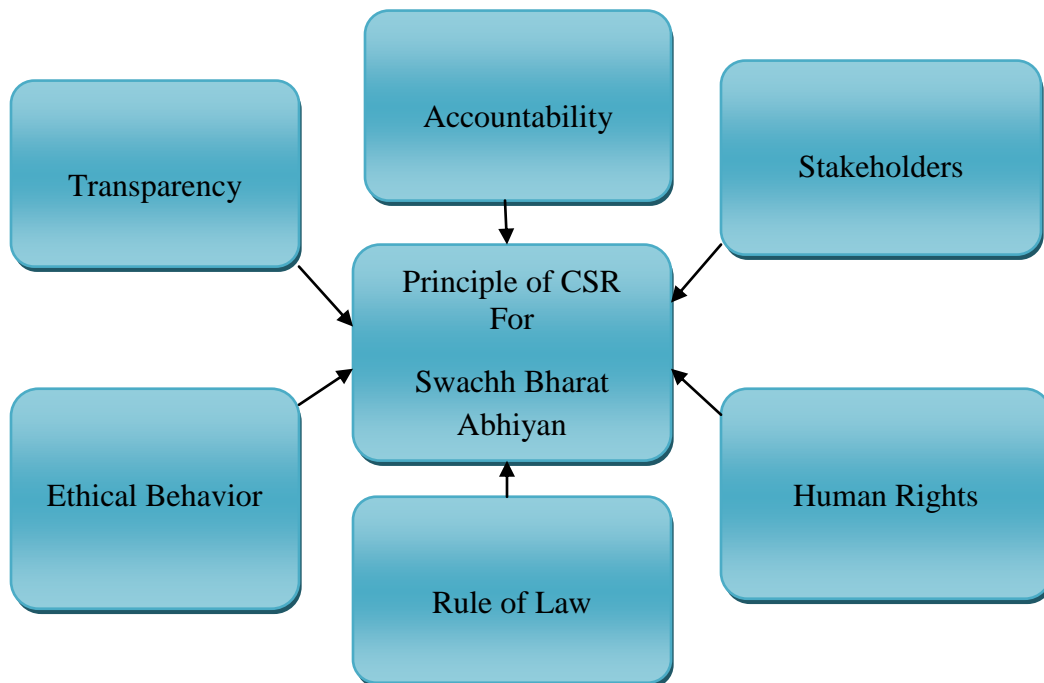 Accountability
Transparency
Stakeholders
Principle of CSR
For
Swachh Bharat
Abhiyan
Ethical Behavior
Human Rights
Rule of Law